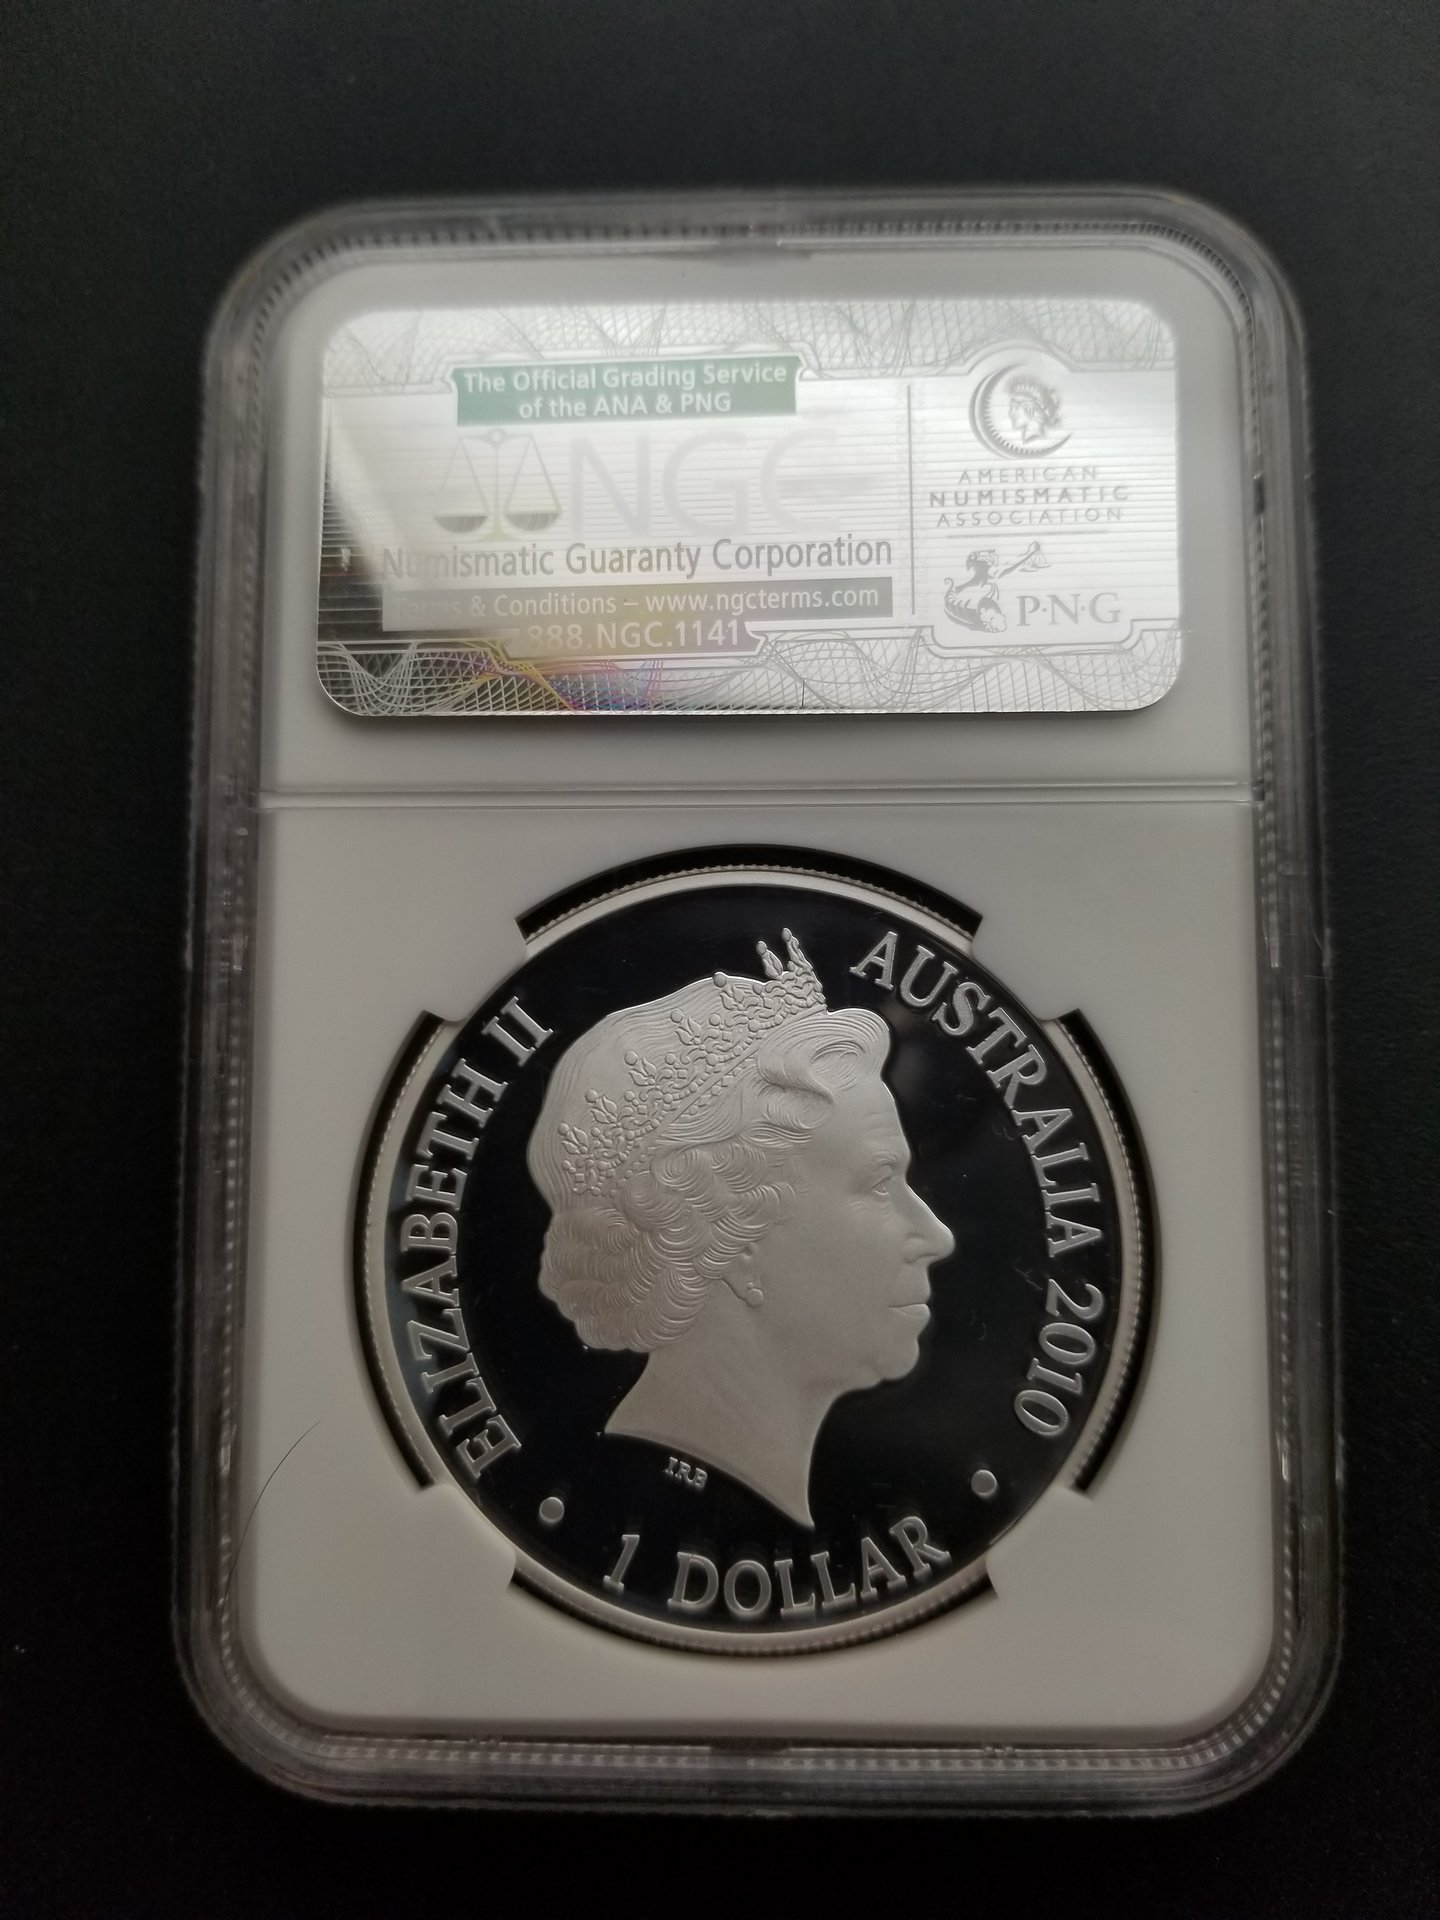 The Official Grading Service
of the ANA & PNG
NGC
Numismatic Guaranty Corporation
Terms & Conditions – www.ngcterms.com
888.NGC.1141
AMERICAN
NUMISMATIC
ASSOCIATION
P·N·G
ELIZABETH II
AUSTRALIA 2010
IRB
1 DOLLAR